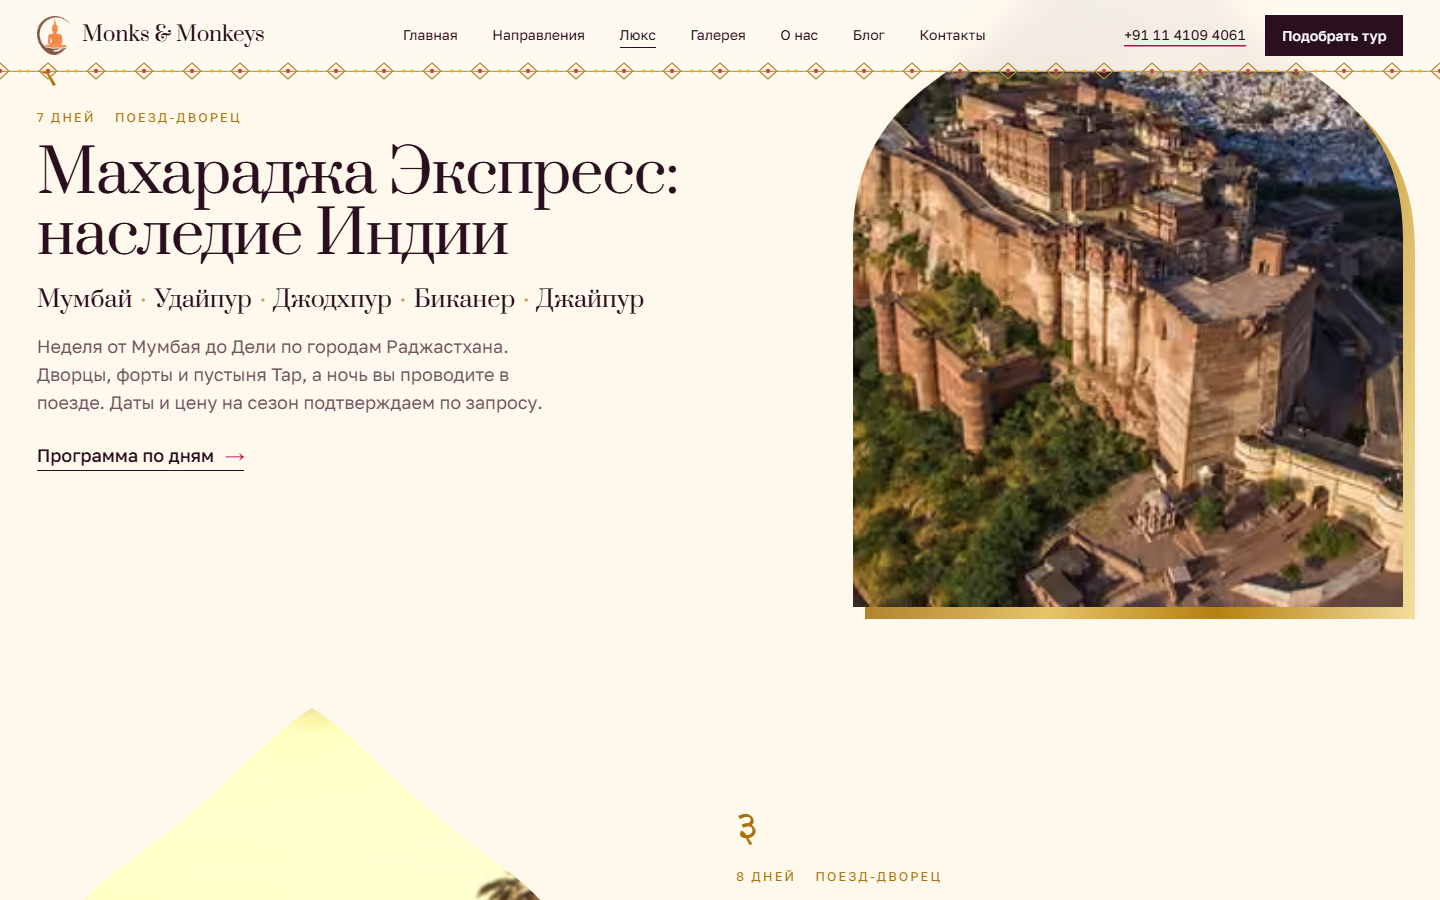 Monks & Monkeys
Главная Направления Люкс Галерея О нас Блог Контакты
+91 11 4109 4061
Подобрать тур
7 ДНЕЙ ПОЕЗД-ДВОРЕЦ
Махараджа Экспресс:
наследие Индии
Мумбай · Удайпур · Джодхпур · Биканер · Джайпур
Неделя от Мумбая до Дели по городам Раджастхана.
Дворцы, форты и пустыня Тар, а ночь вы проводите в
поезде. Даты и цену на сезон подтверждаем по запросу.
Программа по дням →
३
8 ДНЕЙ ПОЕЗД-ДВОРЕЦ